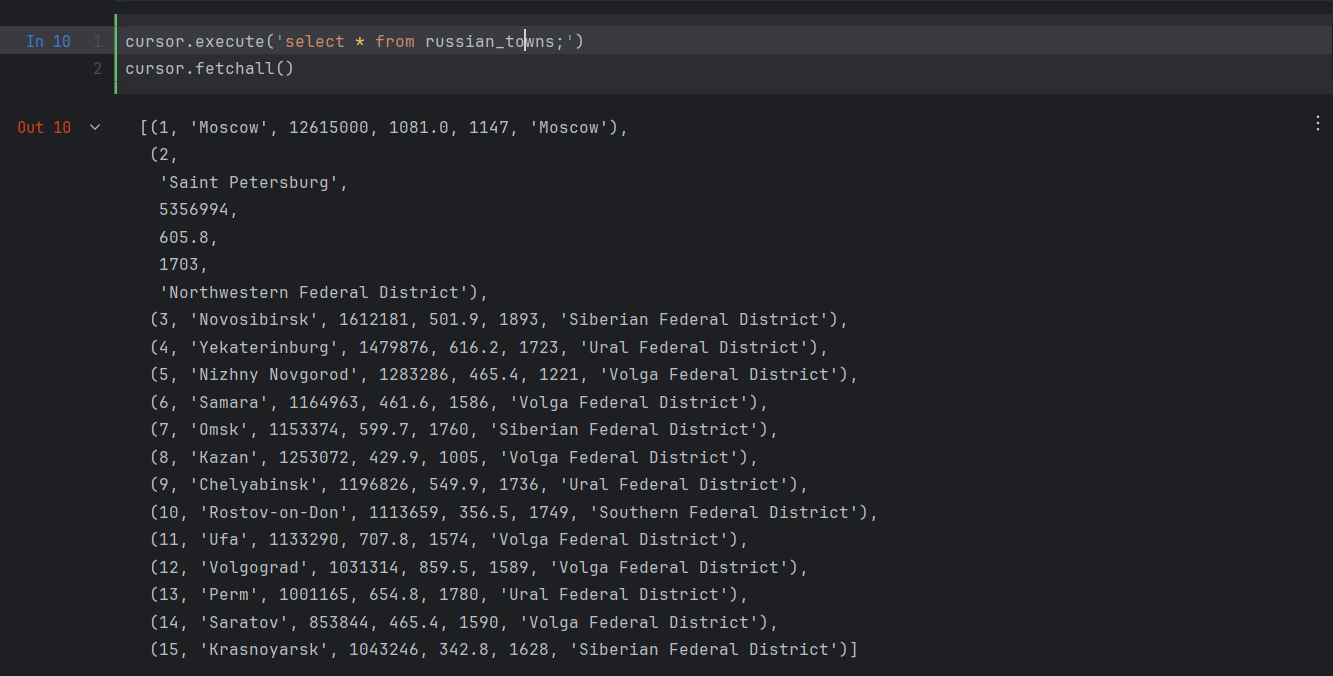 In 10 1 cursor.execute('select * from russian_towns;')
2 cursor.fetchall()
Out 10 [(1, 'Moscow', 12615000, 1081.0, 1147, 'Moscow'),
(2,
'Saint Petersburg',
5356994,
605.8,
1703,
'Northwestern Federal District'),
(3, 'Novosibirsk', 1612181, 501.9, 1893, 'Siberian Federal District'),
(4, 'Yekaterinburg', 1479876, 616.2, 1723, 'Ural Federal District'),
(5, 'Nizhny Novgorod', 1283286, 465.4, 1221, 'Volga Federal District'),
(6, 'Samara', 1164963, 461.6, 1586, 'Volga Federal District'),
(7, 'Omsk', 1153374, 599.7, 1760, 'Siberian Federal District'),
(8, 'Kazan', 1253072, 429.9, 1005, 'Volga Federal District'),
(9, 'Chelyabinsk', 1196826, 549.9, 1736, 'Ural Federal District'),
(10, 'Rostov-on-Don', 1113659, 356.5, 1749, 'Southern Federal District'),
(11, 'Ufa', 1133290, 707.8, 1574, 'Volga Federal District'),
(12, 'Volgograd', 1031314, 859.5, 1589, 'Volga Federal District'),
(13, 'Perm', 1001165, 654.8, 1780, 'Ural Federal District'),
(14, 'Saratov', 853844, 465.4, 1590, 'Volga Federal District'),
(15, 'Krasnoyarsk', 1043246, 342.8, 1628, 'Siberian Federal District')]